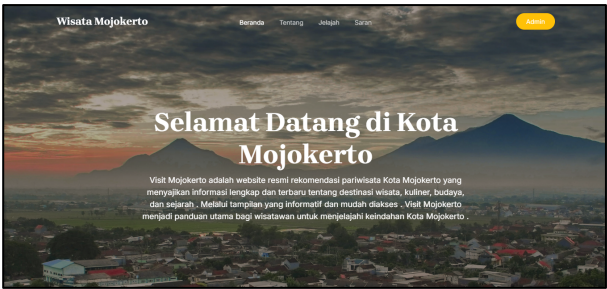 Wisata Mojokerto
Beranda Tentang Jelajah Saran
Admin
Selamat Datang di Kota
Mojokerto
Visit Mojokerto adalah website resmi rekomendasi pariwisata Kota Mojokerto yang
menyajikan informasi lengkap dan terbaru tentang destinasi wisata, kuliner, budaya,
dan sejarah . Melalui tampilan yang informatif dan mudah diakses . Visit Mojokerto
menjadi panduan utama bagi wisatawan untuk menjelajahi keindahan Kota Mojokerto .